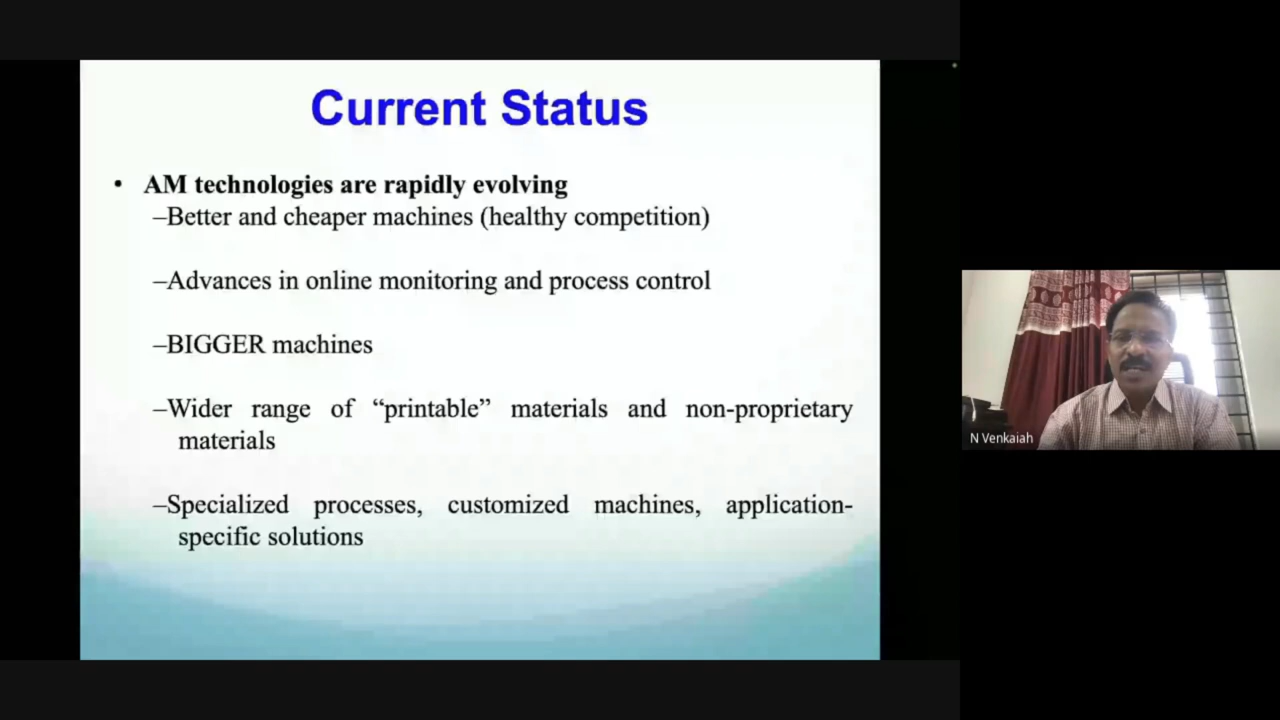 Current Status
• AM technologies are rapidly evolving
–Better and cheaper machines (healthy competition)
–Advances in online monitoring and process control
–BIGGER machines
–Wider range of “printable” materials and non-proprietary
materials
–Specialized processes, customized machines, application-
specific solutions
N Venkaiah